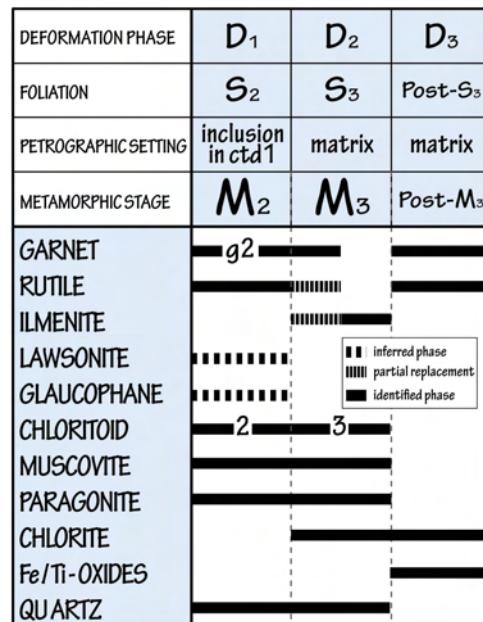 DEFORMATION PHASE D1 D2 D3
FOLIATION S2 S3 Post-S3
PETROGRAPHIC SETTING inclusion in ctd1 matrix matrix
METAMORPHIC STAGE M2 M3 Post-M3
GARNET g2
RUTILE
ILMENITE
LAWSONITE
inferred phase
partial replacement
identified phase
GLAUCOPHANE
CHLORITOID 2 3
MUSCOVITE
PARAGONITE
CHLORITE
Fe/Ti-OXIDES
QUARTZ